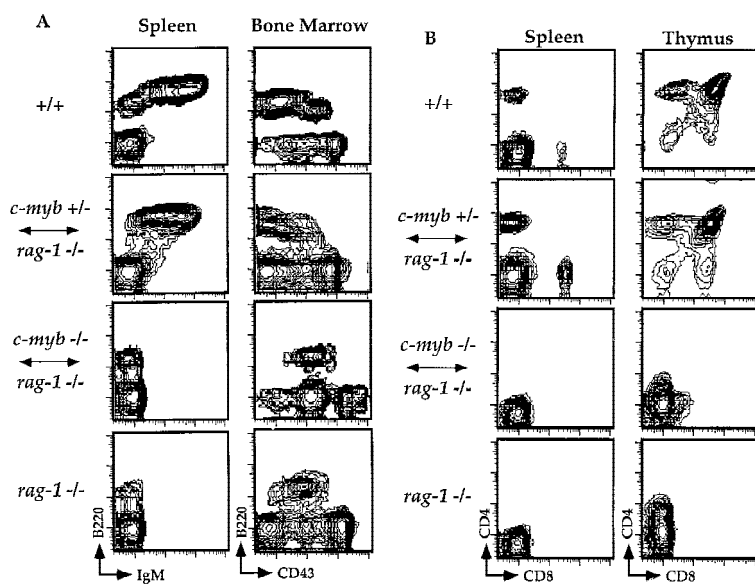 A
Spleen
Bone Marrow
+/+
c-myb +/-
rag-1 -/-
c-myb -/-
rag-1 -/-
rag-1 -/-
B220
IgM
B220
CD43
B
Spleen
Thymus
+/+
c-myb +/-
rag-1 -/-
c-myb -/-
rag-1 -/-
rag-1 -/-
CD4
CD8
CD4
CD8